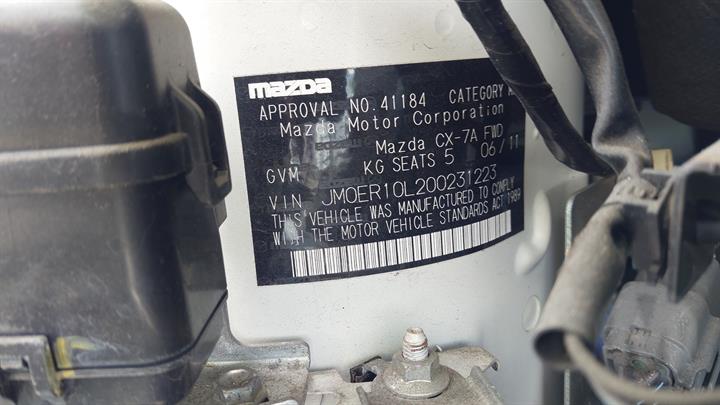 mazda
APPROVAL NO.41184 CATEGORY
Mazda Motor Corporation
Mazda CX-7A FWD
GVM KG SEATS 5 06/11
VIN JM0ER10L200231223
THIS VEHICLE WAS MANUFACTURED TO COMPLY
WITH THE MOTOR VEHICLE STANDARDS ACT 1989